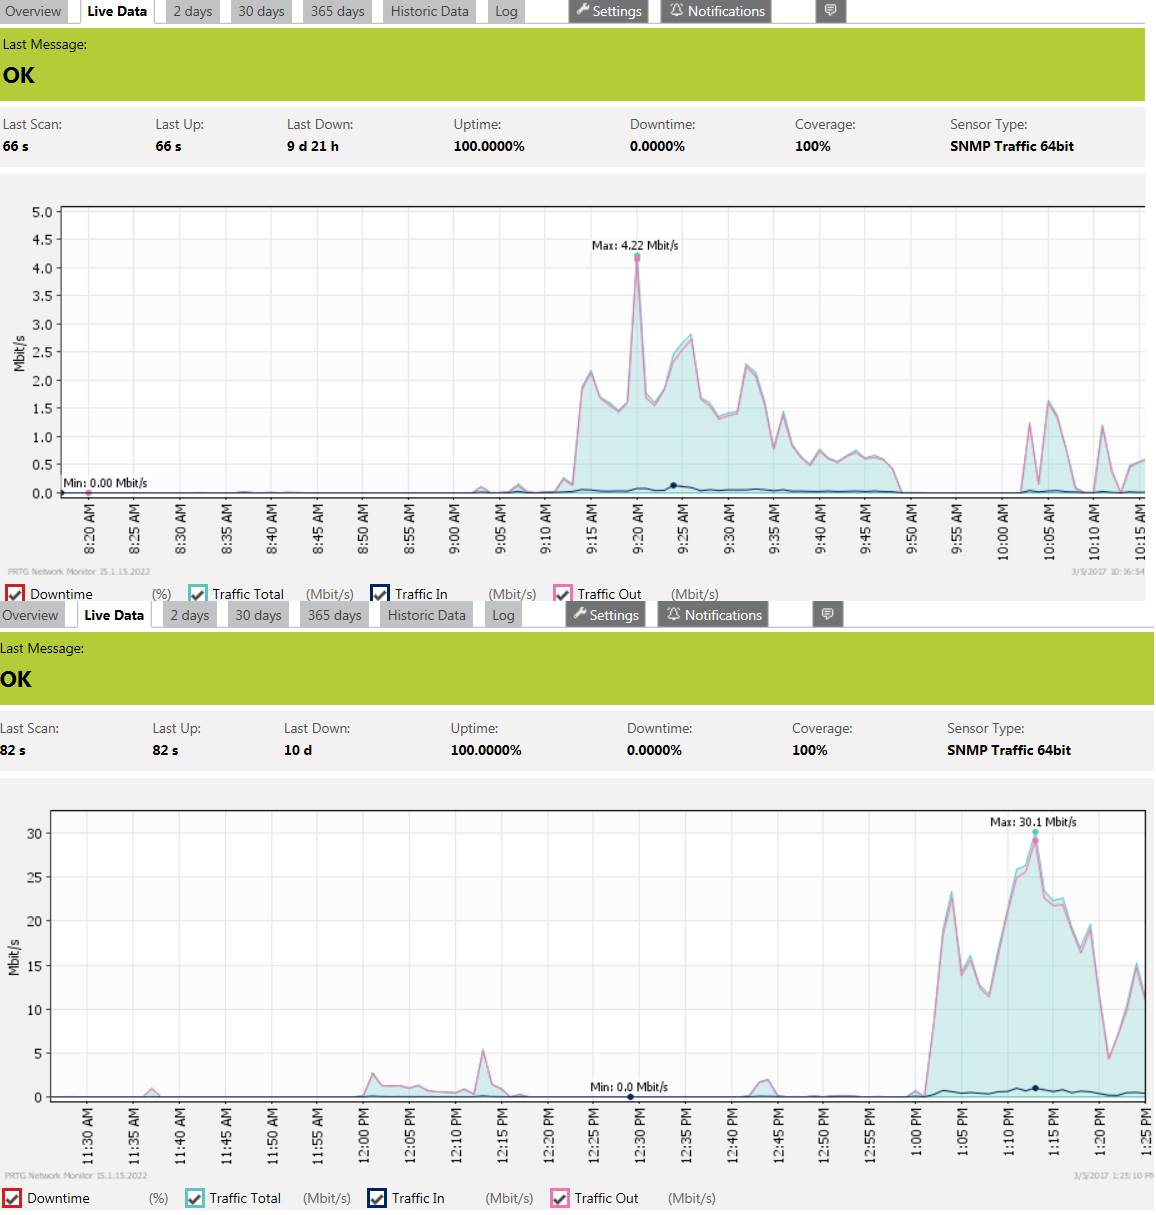 Overview Live Data 2 days 30 days 365 days Historic Data Log Settings Notifications
Last Message:
OK
Last Scan: Last Up: Last Down: Uptime: Downtime: Coverage: Sensor Type:
66 s 66 s 9 d 21 h 100.0000% 0.0000% 100% SNMP Traffic 64bit
5.0
4.5
Max: 4.22 Mbit/s
4.0
3.5
3.0
Mbit/s
2.5
2.0
1.5
1.0
0.5
Min: 0.00 Mbit/s
0.0
8:20 AM 8:25 AM 8:30 AM 8:35 AM 8:40 AM 8:45 AM 8:50 AM 8:55 AM 9:00 AM 9:05 AM 9:10 AM 9:15 AM 9:20 AM 9:25 AM 9:30 AM 9:35 AM 9:40 AM 9:45 AM 9:50 AM 9:55 AM 10:00 AM 10:05 AM 10:10 AM 10:15 AM
PRTG Network Monitor 15.1.15.2022 3/5/2017 10:16:54
Downtime (%) Traffic Total (Mbit/s) Traffic In (Mbit/s) Traffic Out (Mbit/s)
Overview Live Data 2 days 30 days 365 days Historic Data Log Settings Notifications
Last Message:
OK
Last Scan: Last Up: Last Down: Uptime: Downtime: Coverage: Sensor Type:
82 s 82 s 10 d 100.0000% 0.0000% 100% SNMP Traffic 64bit
Max: 30.1 Mbit/s
30
25
20
Mbit/s
15
10
5
Min: 0.0 Mbit/s
0
11:30 AM 11:35 AM 11:40 AM 11:45 AM 11:50 AM 11:55 AM 12:00 PM 12:05 PM 12:10 PM 12:15 PM 12:20 PM 12:25 PM 12:30 PM 12:35 PM 12:40 PM 12:45 PM 12:50 PM 12:55 PM 1:00 PM 1:05 PM 1:10 PM 1:15 PM 1:20 PM 1:25 PM
PRTG Network Monitor 15.1.15.2022 3/5/2017 1:25:10 PM
Downtime (%) Traffic Total (Mbit/s) Traffic In (Mbit/s) Traffic Out (Mbit/s)